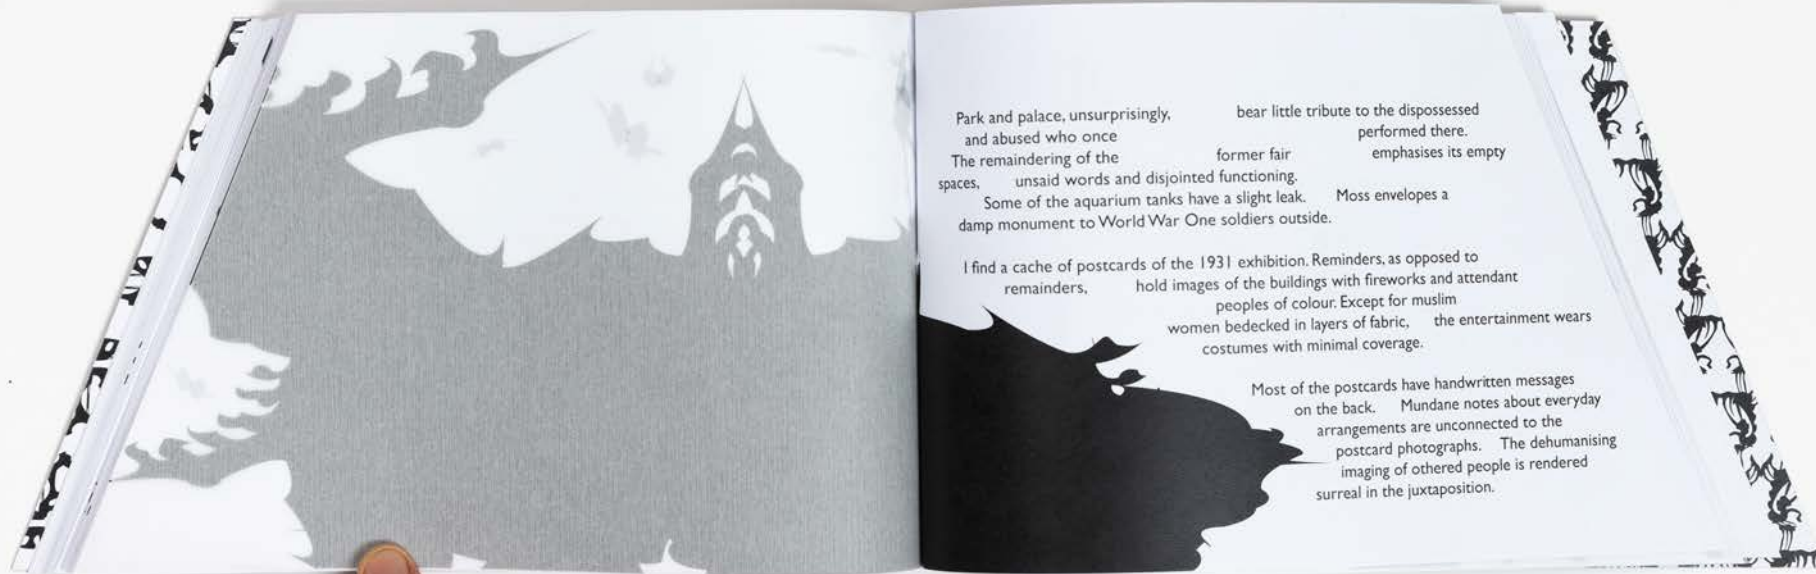 Park and palace, unsurprisingly, bear little tribute to the dispossessed
and abused who once performed there.
The remaindering of the former fair emphasises its empty
spaces, unsaid words and disjointed functioning.
Some of the aquarium tanks have a slight leak. Moss envelopes a
damp monument to World War One soldiers outside.
I find a cache of postcards of the 1931 exhibition. Reminders, as opposed to
remainders, hold images of the buildings with fireworks and attendant
peoples of colour. Except for muslim
women bedecked in layers of fabric, the entertainment wears
costumes with minimal coverage.
Most of the postcards have handwritten messages
on the back. Mundane notes about everyday
arrangements are unconnected to the
postcard photographs. The dehumanising
imaging of othered people is rendered
surreal in the juxtaposition.